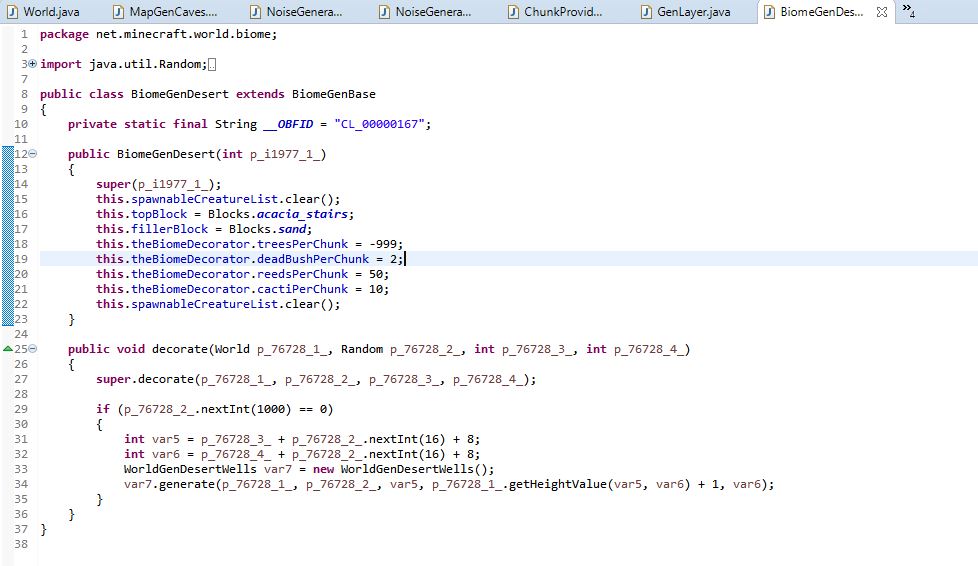 World.java MapGenCaves.... NoiseGenera... NoiseGenera... ChunkProvid... GenLayer.java BiomeGenDes... »4
1 package net.minecraft.world.biome;
2
3 import java.util.Random;
7
8 public class BiomeGenDesert extends BiomeGenBase
9 {
10 private static final String __OBFID = "CL_00000167";
11
12 public BiomeGenDesert(int p_i1977_1_)
13 {
14 super(p_i1977_1_);
15 this.spawnableCreatureList.clear();
16 this.topBlock = Blocks.acacia_stairs;
17 this.fillerBlock = Blocks.sand;
18 this.theBiomeDecorator.treesPerChunk = -999;
19 this.theBiomeDecorator.deadBushPerChunk = 2;
20 this.theBiomeDecorator.reedsPerChunk = 50;
21 this.theBiomeDecorator.cactiPerChunk = 10;
22 this.spawnableCreatureList.clear();
23 }
24
25 public void decorate(World p_76728_1_, Random p_76728_2_, int p_76728_3_, int p_76728_4_)
26 {
27 super.decorate(p_76728_1_, p_76728_2_, p_76728_3_, p_76728_4_);
28
29 if (p_76728_2_.nextInt(1000) == 0)
30 {
31 int var5 = p_76728_3_ + p_76728_2_.nextInt(16) + 8;
32 int var6 = p_76728_4_ + p_76728_2_.nextInt(16) + 8;
33 WorldGenDesertWells var7 = new WorldGenDesertWells();
34 var7.generate(p_76728_1_, p_76728_2_, var5, p_76728_1_.getHeightValue(var5, var6) + 1, var6);
35 }
36 }
37 }
38